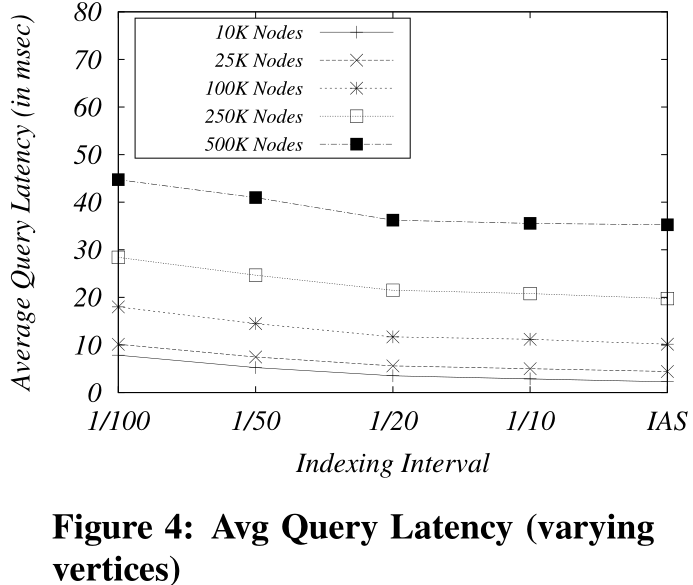 80
70
60
50
40
30
20
10
0
Average Query Latency (in msec)
10K Nodes
25K Nodes
100K Nodes
250K Nodes
500K Nodes
1/100 1/50 1/20 1/10 IAS
Indexing Interval
Figure 4: Avg Query Latency (varying
vertices)